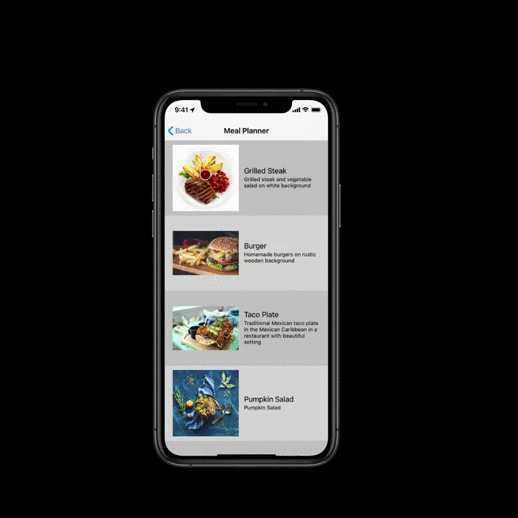 9:41
Back
Meal Planner
Grilled Steak
Grilled steak and vegetable
salad on white background
Burger
Homemade burgers on rustic
wooden background
Taco Plate
Traditional Mexican taco plate
in the Mexican Caribbean in a
restaurant with beautiful
setting
Pumpkin Salad
Pumpkin Salad